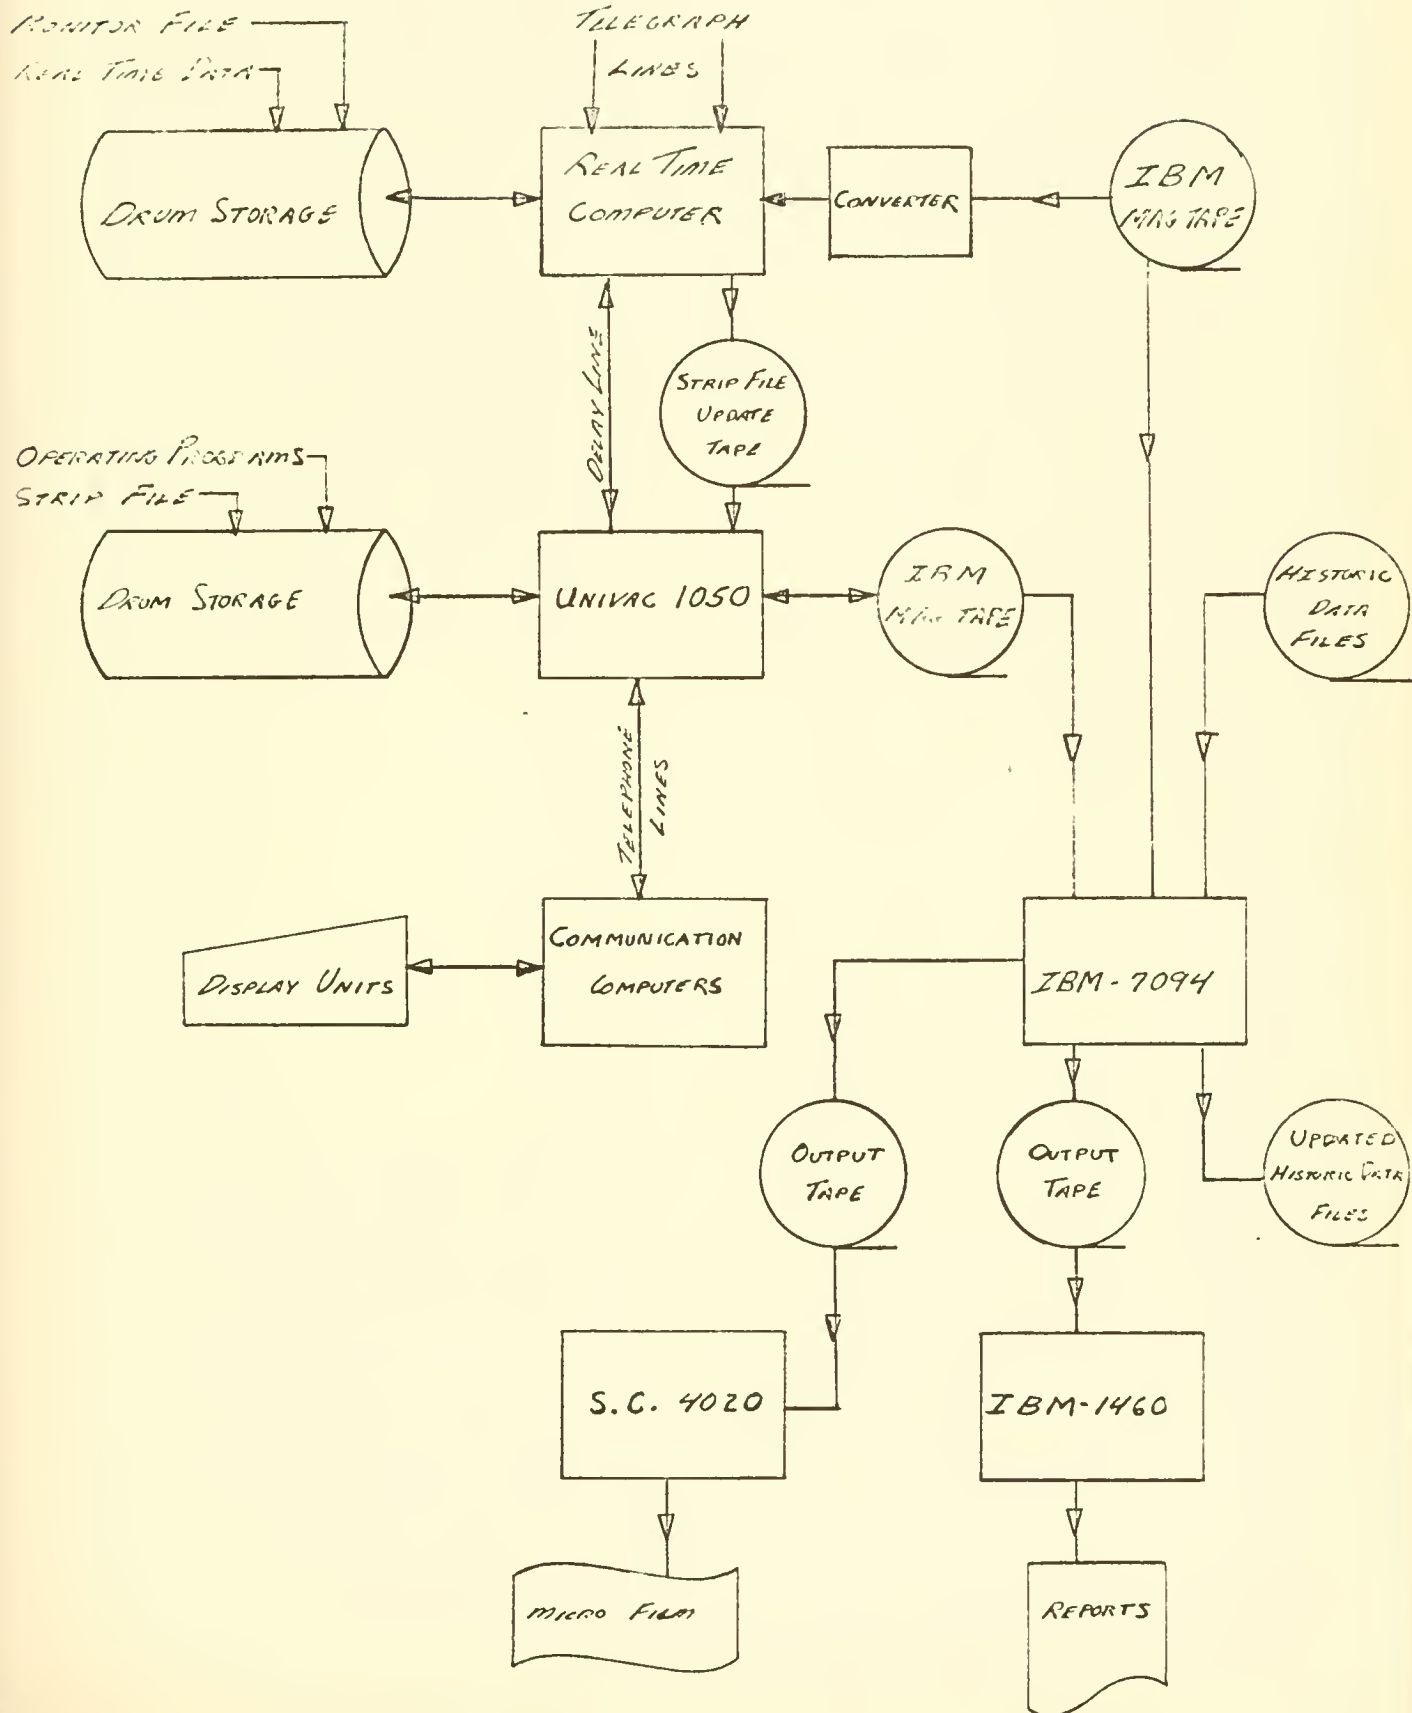 MONITOR FILE
REAL TIME DATA
TELEGRAPH
LINES
DRUM STORAGE
REAL TIME
COMPUTER
CONVERTER
IBM
MAG TAPE
DELAY LINE
STRIP FILE
UPDATE
TAPE
OPERATING PROGRAMS
STRIP FILE
DRUM STORAGE
UNIVAC 1050
IBM
MAG TAPE
HISTORIC
DATA
FILES
TELEPHONE
LINES
DISPLAY UNITS
COMMUNICATION
COMPUTERS
IBM-7094
OUTPUT
TAPE
OUTPUT
TAPE
UPDATED
HISTORIC DATA
FILES
S.C. 4020
IBM-1460
MICRO FILM
REPORTS